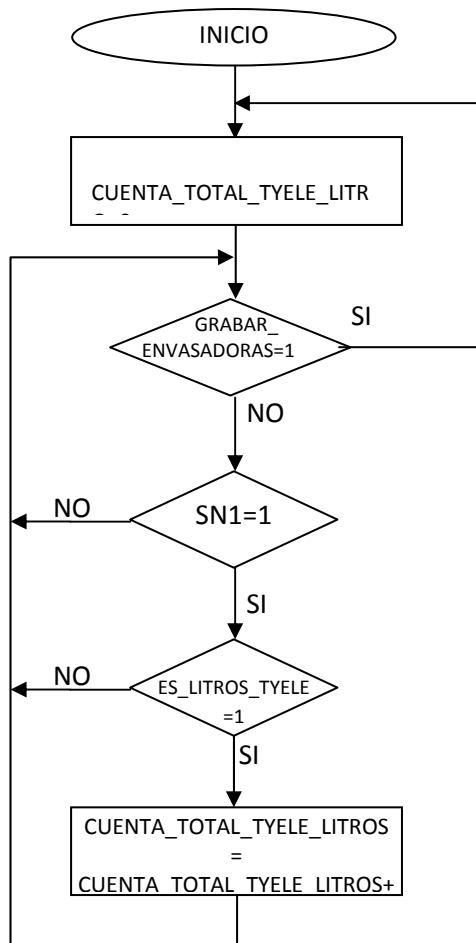 INICIO
CUENTA_TOTAL_TYELE_LITR
GRABAR_
ENVASADORAS=1
SI
NO
SN1=1
NO
SI
ES_LITROS_TYELE
=1
NO
SI
CUENTA_TOTAL_TYELE_LITROS
=
CUENTA_TOTAL_TYELE_LITROS+